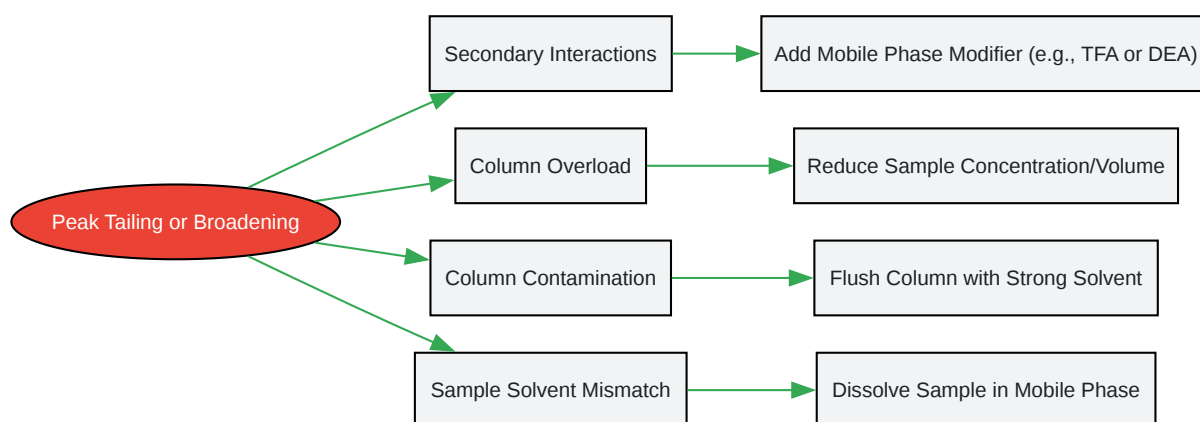 Secondary Interactions
Add Mobile Phase Modifier (e.g., TFA or DEA)
Column Overload
Reduce Sample Concentration/Volume
Peak Tailing or Broadening
Column Contamination
Flush Column with Strong Solvent
Sample Solvent Mismatch
Dissolve Sample in Mobile Phase